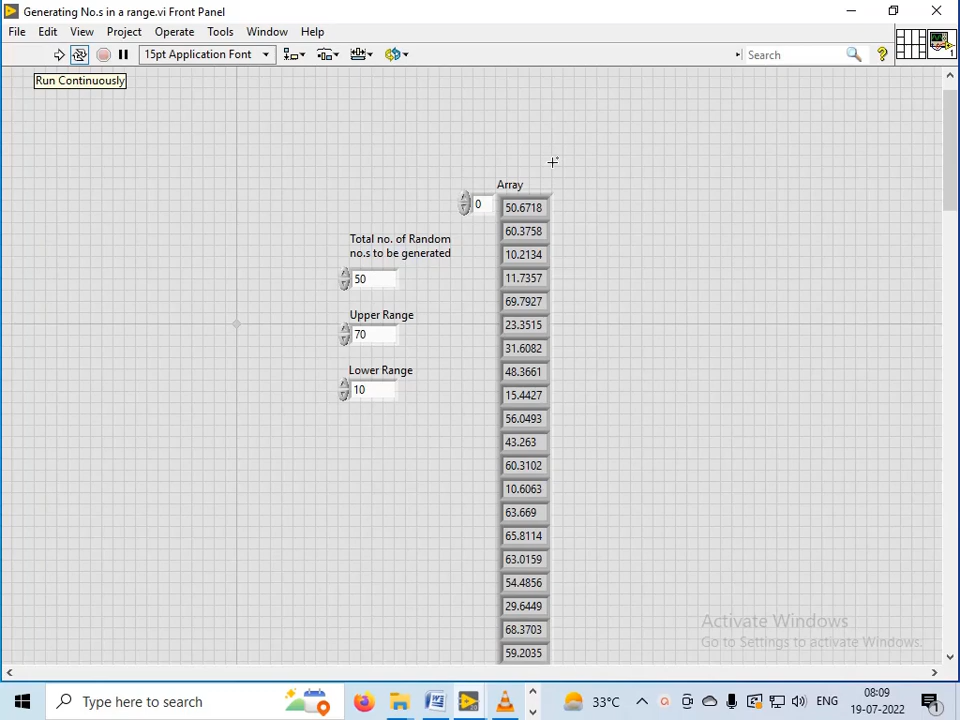 Generating No.s in a range.vi Front Panel
File Edit View Project Operate Tools Window Help
15pt Application Font
Search
1
Run Continuously
Array
0
50.6718
60.3758
10.2134
11.7357
69.7927
23.3515
31.6082
48.3661
15.4427
56.0493
43.263
60.3102
10.6063
63.669
65.8114
63.0159
54.4856
29.6449
68.3703
59.2035
Total no. of Random
no.s to be generated
50
Upper Range
70
Lower Range
10
Activate Windows
Go to Settings to activate Windows.
Type here to search
33°C
ENG
08:09
19-07-2022
1